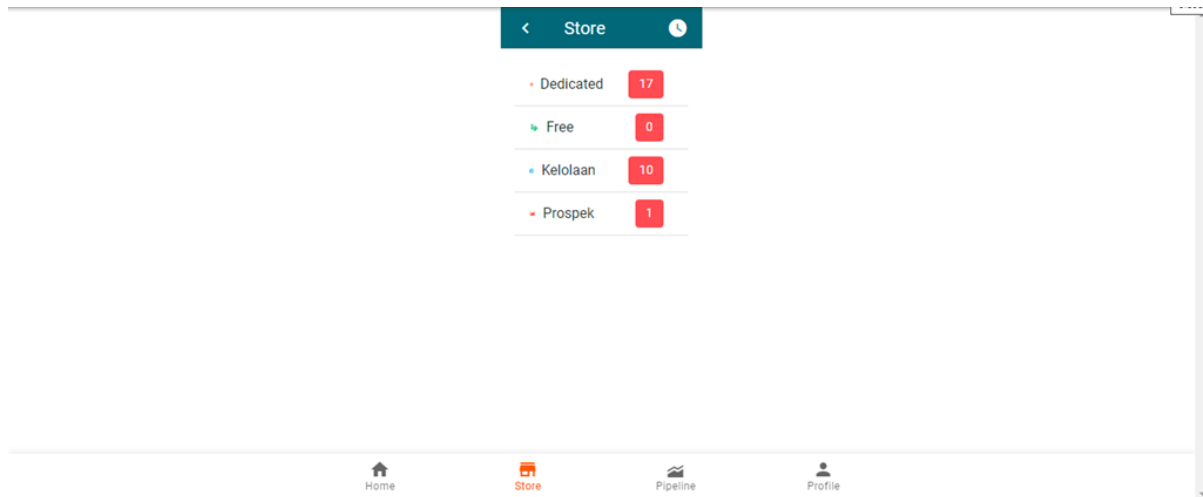 Store
Dedicated 17
Free 0
Kelolaan 10
Prospek 1
Home Store Pipeline Profile